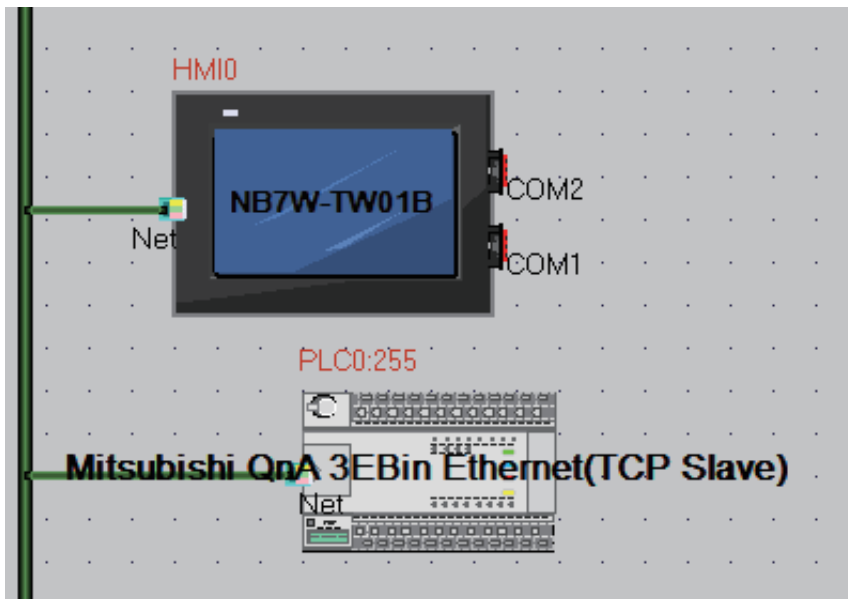 HMI0
NB7W-TW01B
COM2
Net
COM1
PLC0:255
Mitsubishi QnA 3EBin Ethernet(TCP Slave)
Net